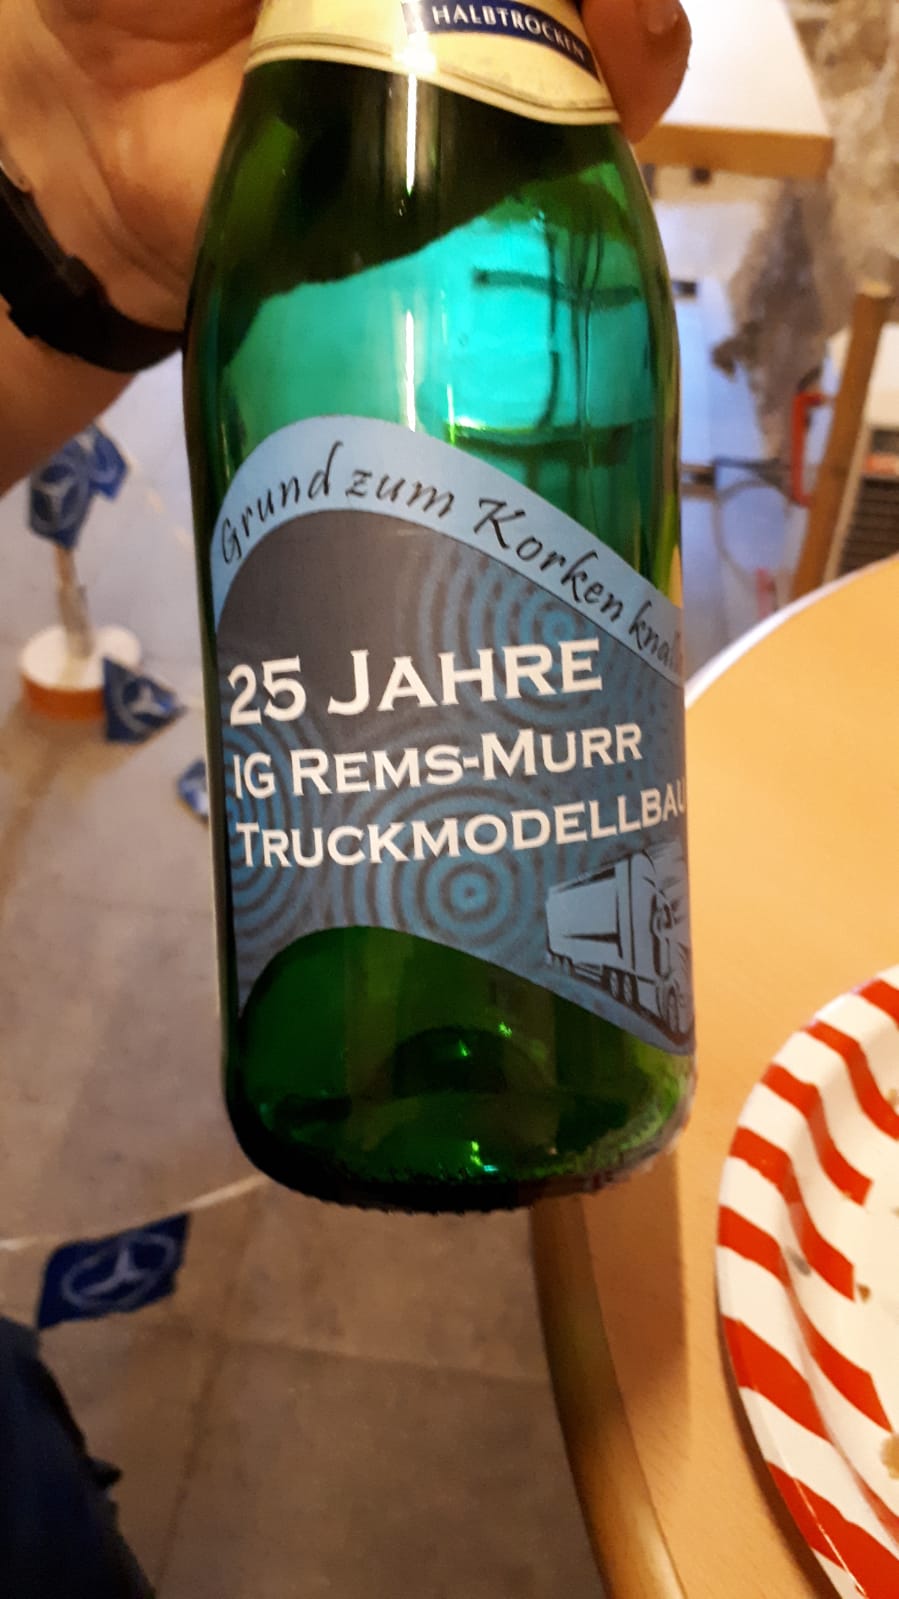 HALBTROCKEN
Grund zum Korken
25 JAHRE
IG REMS-MURR
TRUCKMODELLBAU